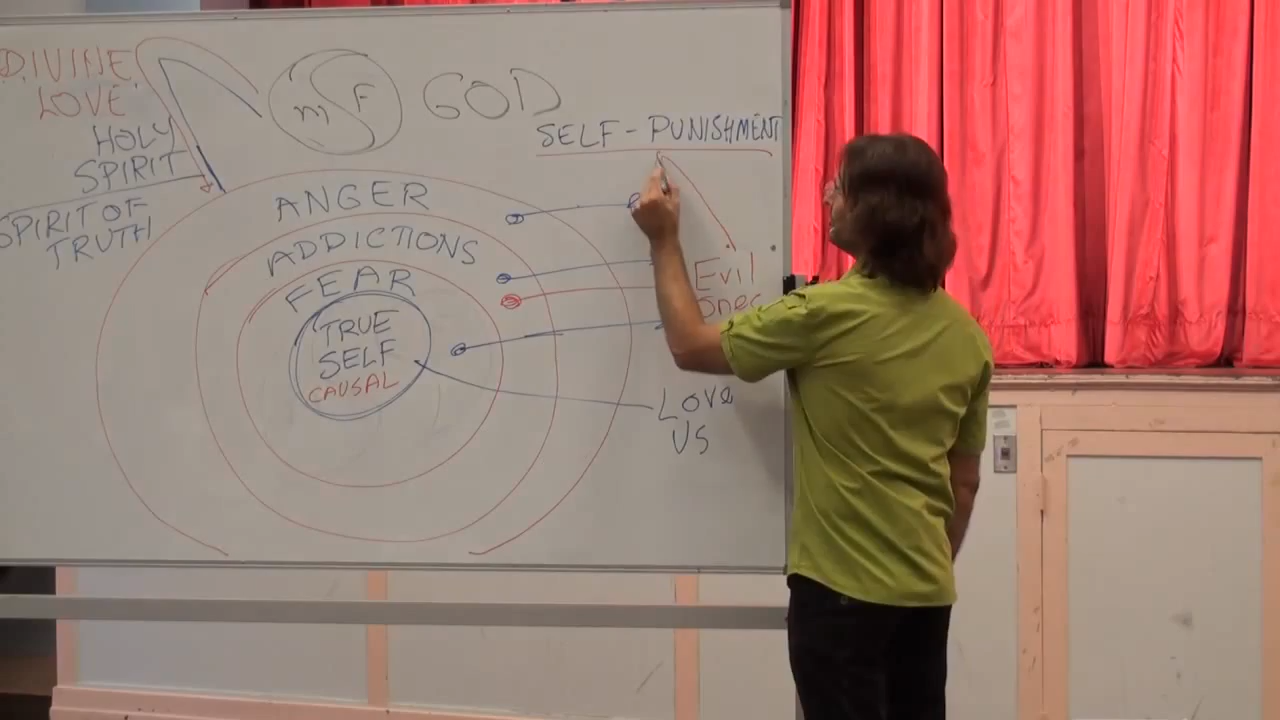 DIVINE
LOVE
HOLY
SPIRIT
SPIRIT OF
TRUTH
m F
GOD
SELF-PUNISHMENT
ANGER
ADDICTIONS
FEAR
TRUE
SELF
CAUSAL
Evil
ones
Love
US